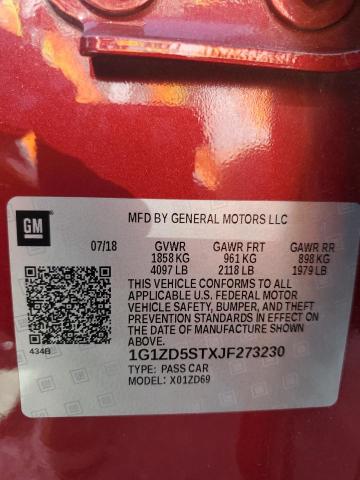 GM
MFD BY GENERAL MOTORS LLC
07/18 GVWR GAWR FRT GAWR RR
1858 KG 961 KG 898 KG
4097 LB 2118 LB 1979 LB
THIS VEHICLE CONFORMS TO ALL
APPLICABLE U.S. FEDERAL MOTOR
VEHICLE SAFETY, BUMPER, AND THEFT
PREVENTION STANDARDS IN EFFECT ON
THE DATE OF MANUFACTURE SHOWN
ABOVE.
434B
1G1ZD5STXJF273230
TYPE: PASS CAR
MODEL: X01ZD69